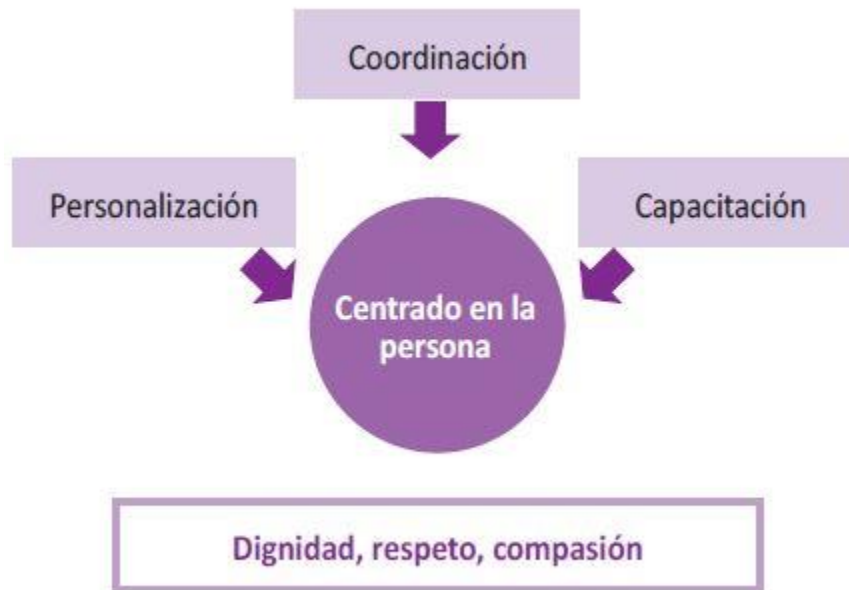 Coordinación
Personalización
Capacitación
Centrado en la
persona
Dignidad, respeto, compasión